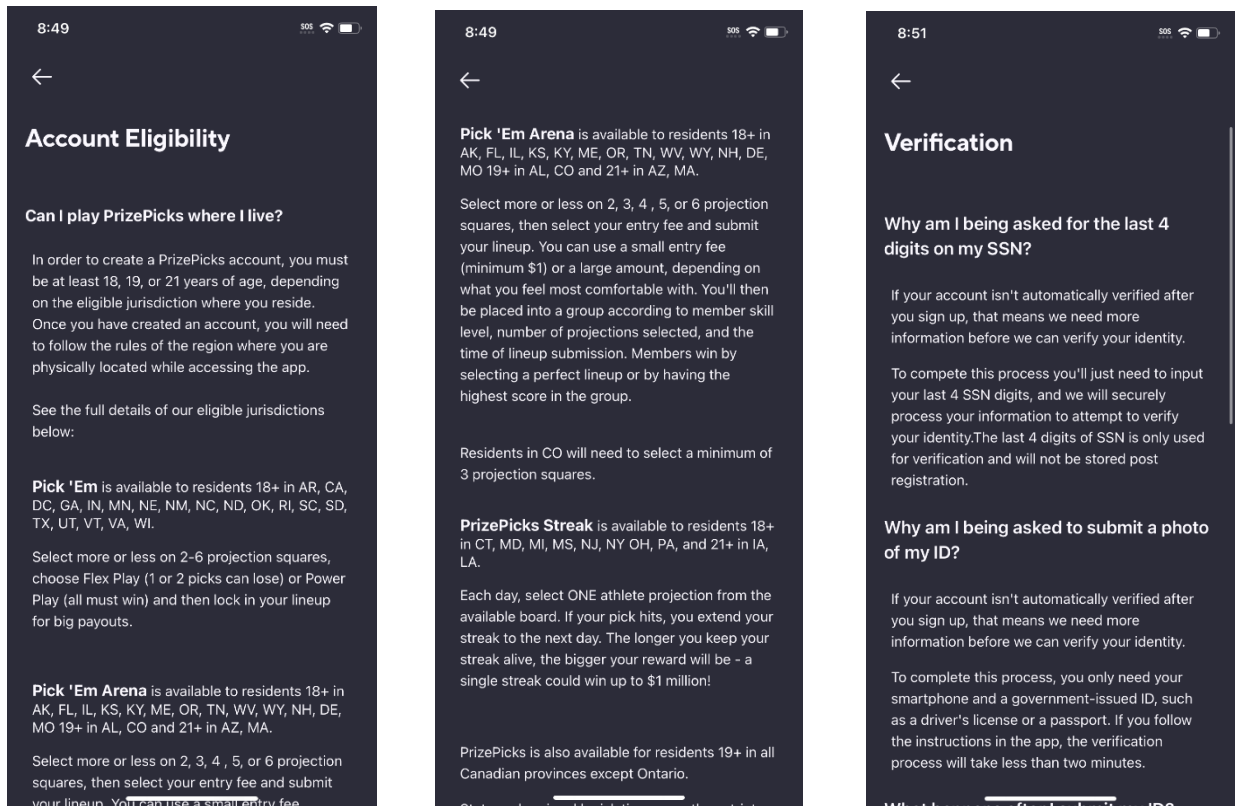 8:49
SOS
Account Eligibility
Can I play PrizePicks where I live?
In order to create a PrizePicks account, you must
be at least 18, 19, or 21 years of age, depending
on the eligible jurisdiction where you reside.
Once you have created an account, you will need
to follow the rules of the region where you are
physically located while accessing the app.
See the full details of our eligible jurisdictions
below:
Pick 'Em is available to residents 18+ in AR, CA,
DC, GA, IN, MN, NE, NM, NC, ND, OK, RI, SC, SD,
TX, UT, VT, VA, WI.
Select more or less on 2-6 projection squares,
choose Flex Play (1 or 2 picks can lose) or Power
Play (all must win) and then lock in your lineup
for big payouts.
Pick 'Em Arena is available to residents 18+ in
AK, FL, IL, KS, KY, ME, OR, TN, WV, WY, NH, DE,
MO 19+ in AL, CO and 21+ in AZ, MA.
Select more or less on 2, 3, 4 , 5, or 6 projection
squares, then select your entry fee and submit
your lineup. You can use a small entry fee
8:49
SOS
Pick 'Em Arena is available to residents 18+ in
AK, FL, IL, KS, KY, ME, OR, TN, WV, WY, NH, DE,
MO 19+ in AL, CO and 21+ in AZ, MA.
Select more or less on 2, 3, 4 , 5, or 6 projection
squares, then select your entry fee and submit
your lineup. You can use a small entry fee
(minimum $1) or a large amount, depending on
what you feel most comfortable with. You'll then
be placed into a group according to member skill
level, number of projections selected, and the
time of lineup submission. Members win by
selecting a perfect lineup or by having the
highest score in the group.
Residents in CO will need to select a minimum of
3 projection squares.
PrizePicks Streak is available to residents 18+
in CT, MD, MI, MS, NJ, NY OH, PA, and 21+ in IA,
LA.
Each day, select ONE athlete projection from the
available board. If your pick hits, you extend your
streak to the next day. The longer you keep your
streak alive, the bigger your reward will be - a
single streak could win up to $1 million!
PrizePicks is also available for residents 19+ in all
Canadian provinces except Ontario.
8:51
SOS
Verification
Why am I being asked for the last 4
digits on my SSN?
If your account isn't automatically verified after
you sign up, that means we need more
information before we can verify your identity.
To compete this process you'll just need to input
your last 4 SSN digits, and we will securely
process your information to attempt to verify
your identity.The last 4 digits of SSN is only used
for verification and will not be stored post
registration.
Why am I being asked to submit a photo
of my ID?
If your account isn't automatically verified after
you sign up, that means we need more
information before we can verify your identity.
To complete this process, you only need your
smartphone and a government-issued ID, such
as a driver's license or a passport. If you follow
the instructions in the app, the verification
process will take less than two minutes.